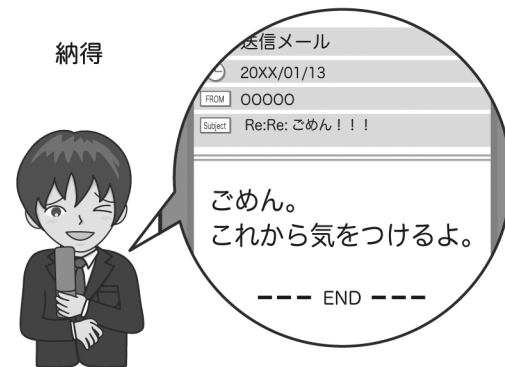 納得
送信メール
20XX/01/13
FROM OOOOO
Subject Re:Re: ごめん！！！
ごめん。
これから気をつけるよ。
––– END –––